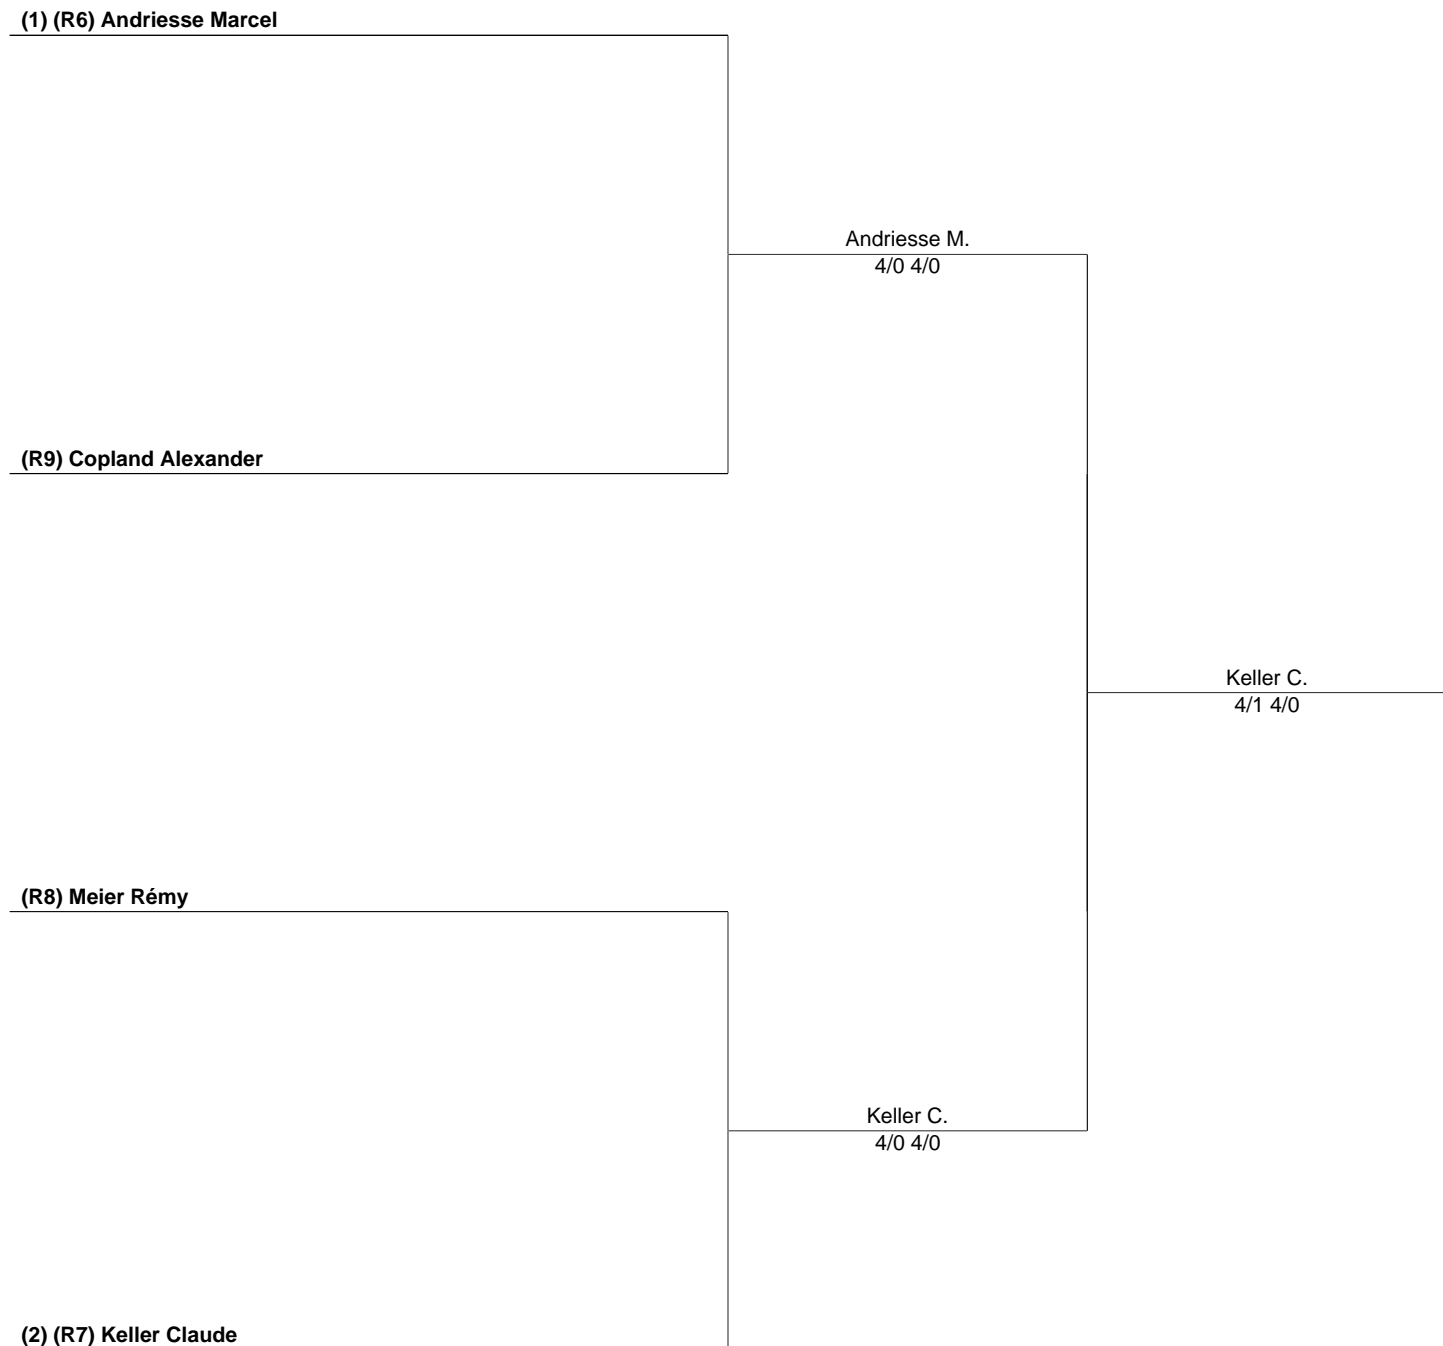 (1) (R6) Andriesse Marcel
Andriesse M.
4/0 4/0
(R9) Copland Alexander
Keller C.
4/1 4/0
(R8) Meier Rémy
Keller C.
4/0 4/0
(2) (R7) Keller Claude